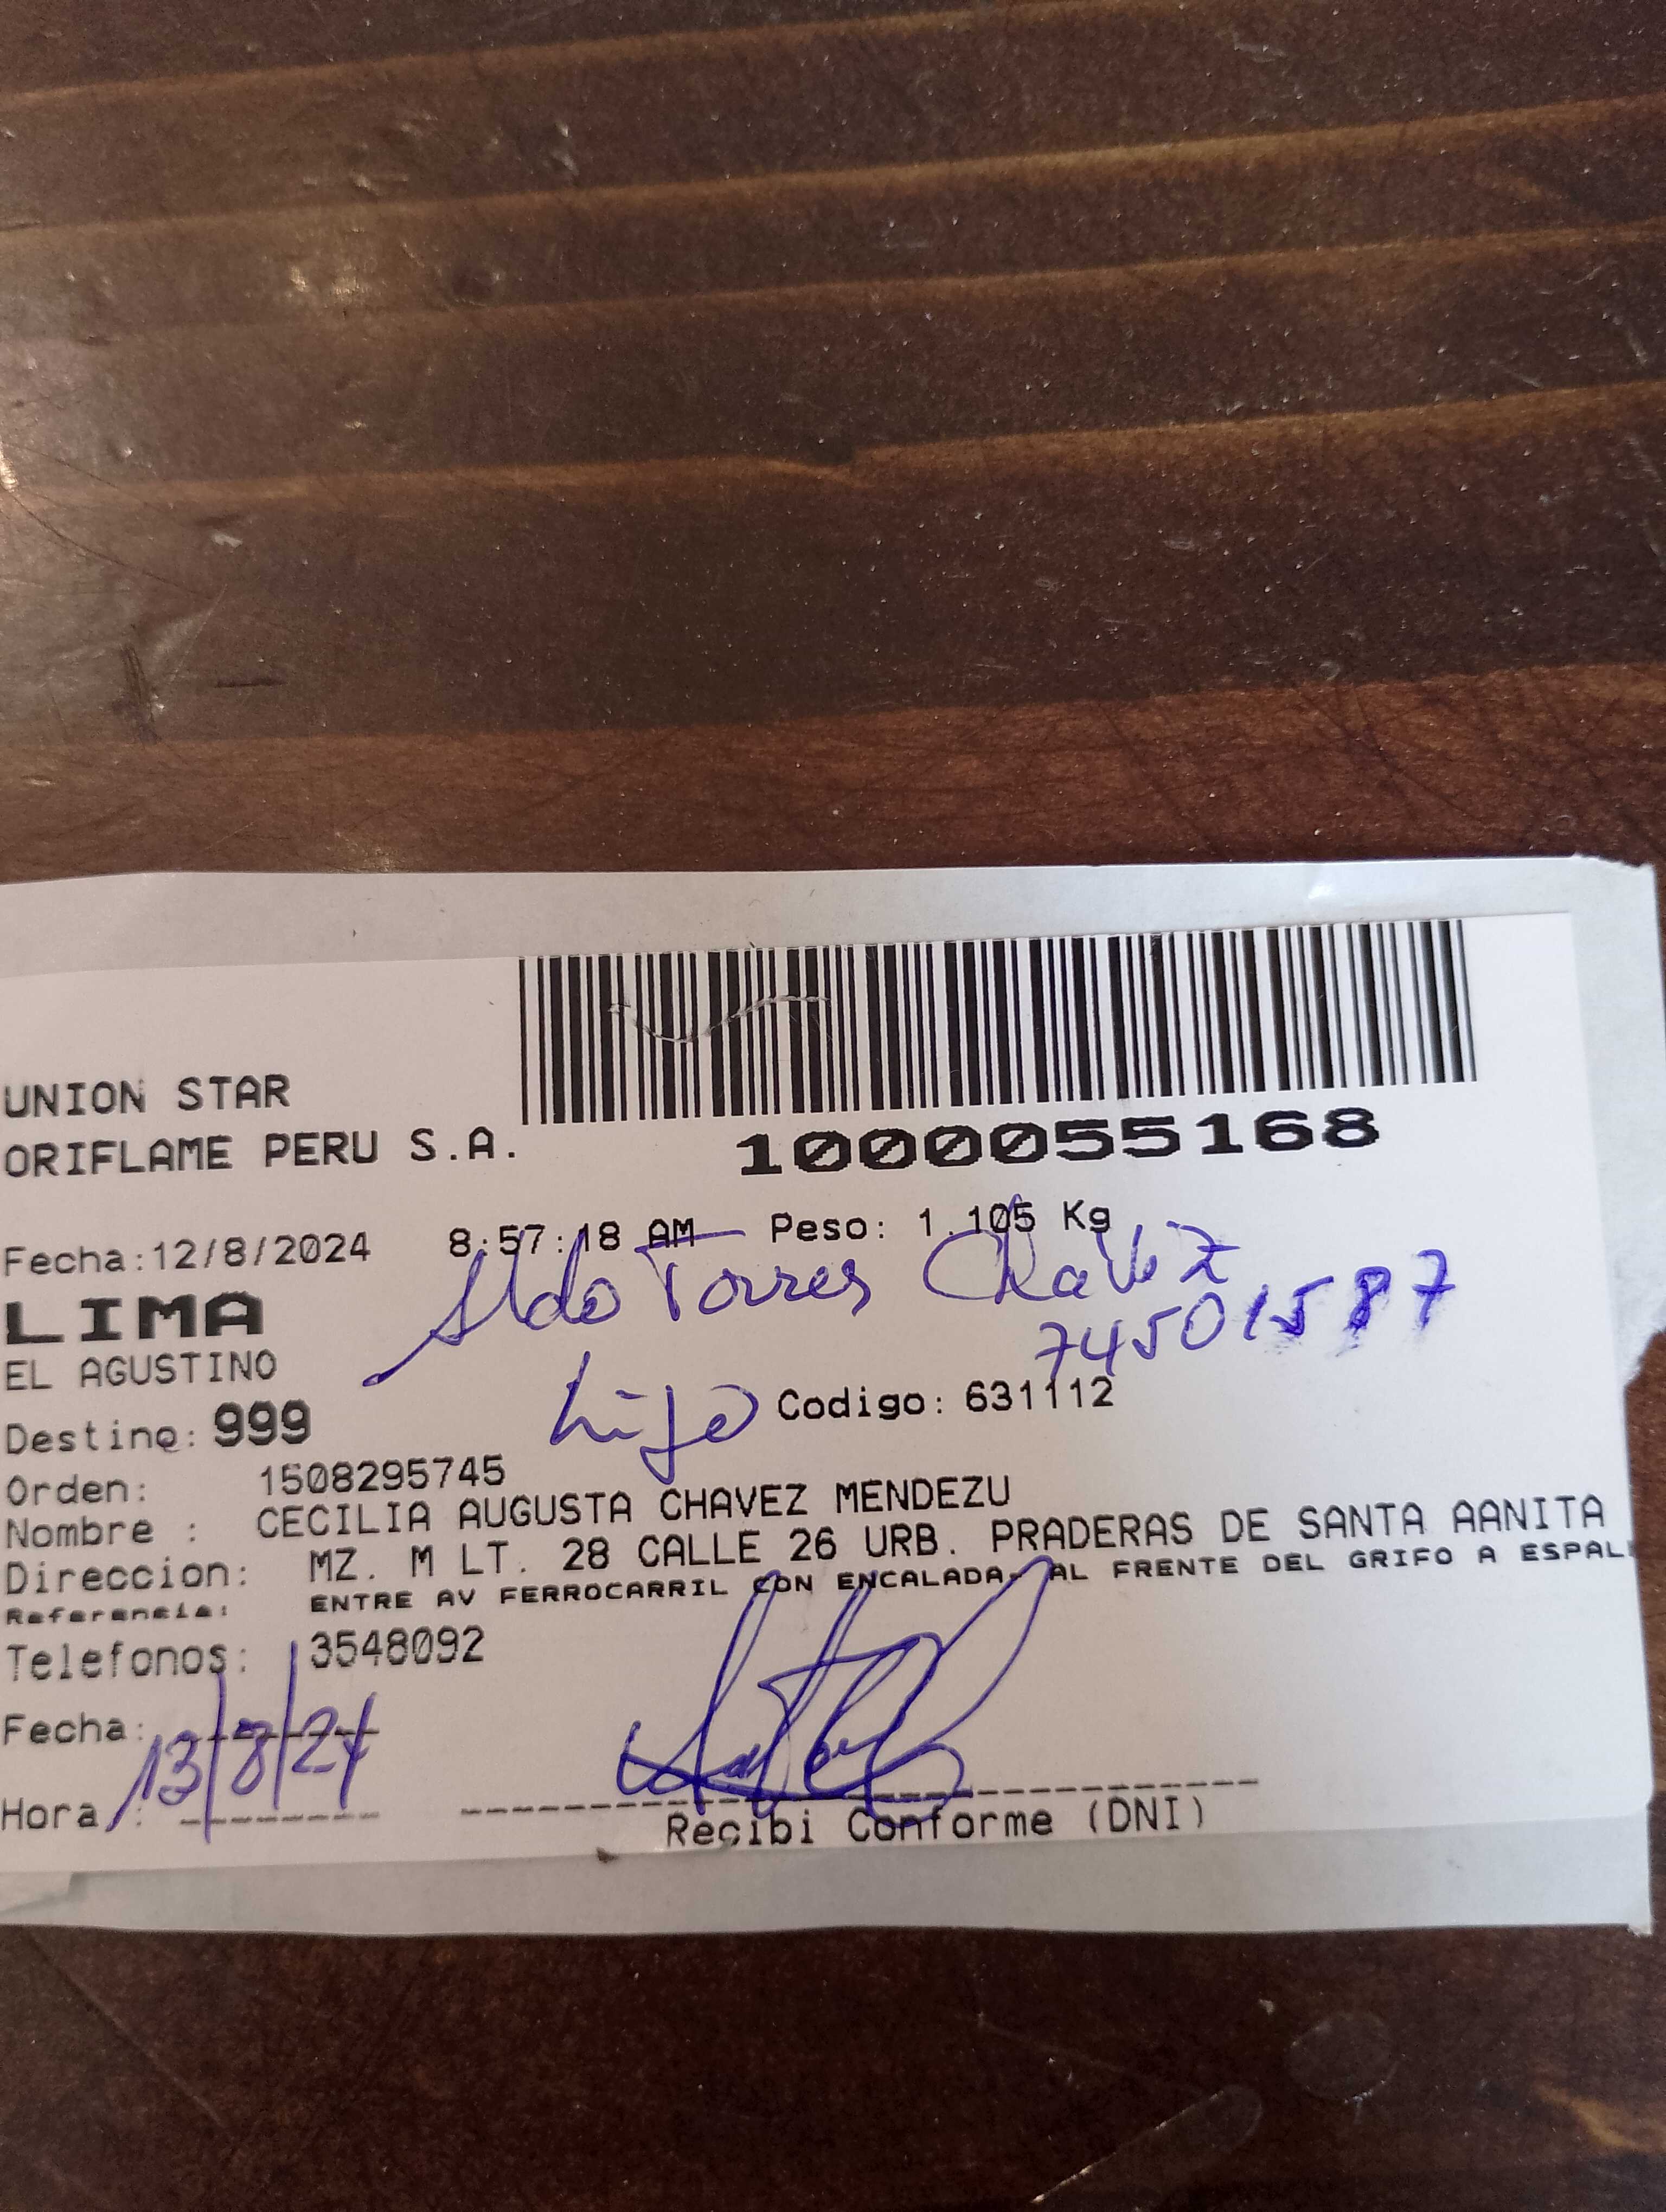 UNION STAR
ORIFLAME PERU S.A.
1000055168
Fecha:12/8/2024 8:57:18 AM Peso: 1.105 Kg
Aldo Torres Chavez
74501587
LIMA
EL AGUSTINO
hijo
Destino: 999 Codigo: 631112
Orden: 1508295745
Nombre : CECILIA AUGUSTA CHAVEZ MENDEZU
Direccion: MZ. M LT. 28 CALLE 26 URB. PRADERAS DE SANTA AANITA
Referencia: ENTRE AV FERROCARRIL CON ENCALADA, AL FRENTE DEL GRIFO A ESPAL
Telefonos: 3548092
Fecha: 13/8/24
Hora :
Recibi Conforme (DNI)